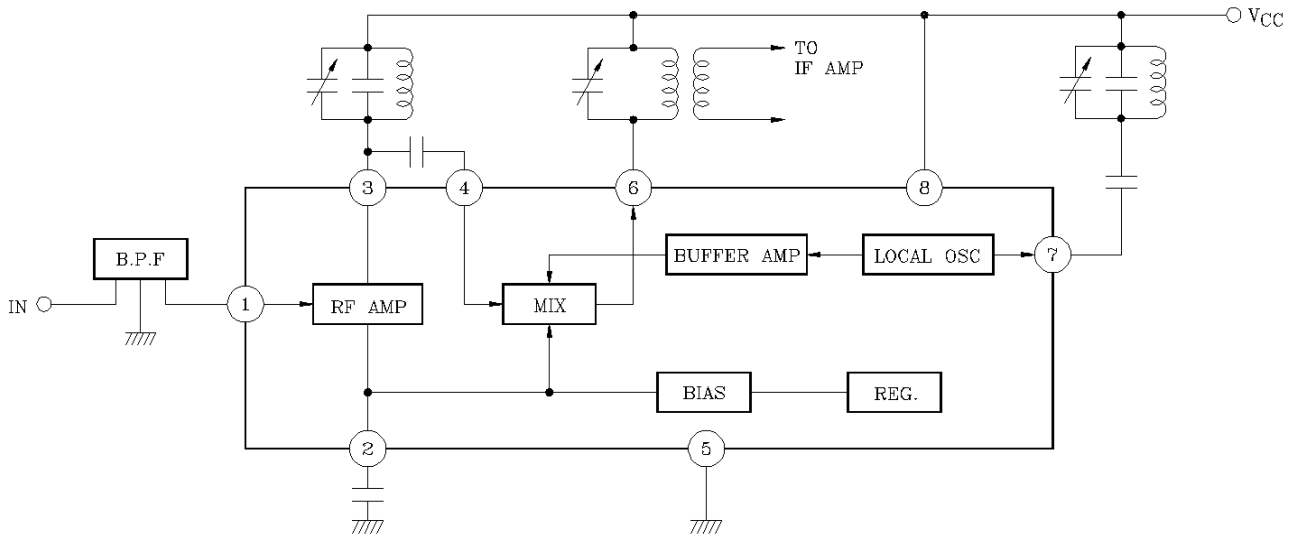 VCC
TO
IF AMP
3
4
6
8
B.P.F
BUFFER AMP
LOCAL OSC
7
IN
1
RF AMP
MIX
BIAS
REG.
2
5